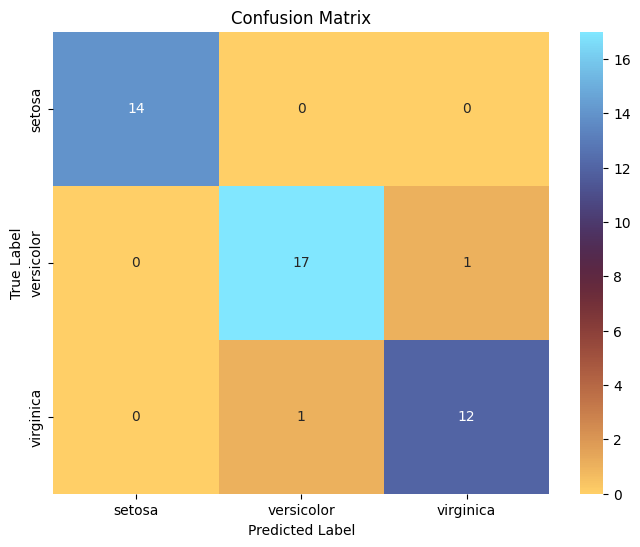 Confusion Matrix
True Label
setosa
14
0
0
versicolor
0
17
1
virginica
0
1
12
setosa
versicolor
virginica
Predicted Label
16
14
12
10
8
6
4
2
0